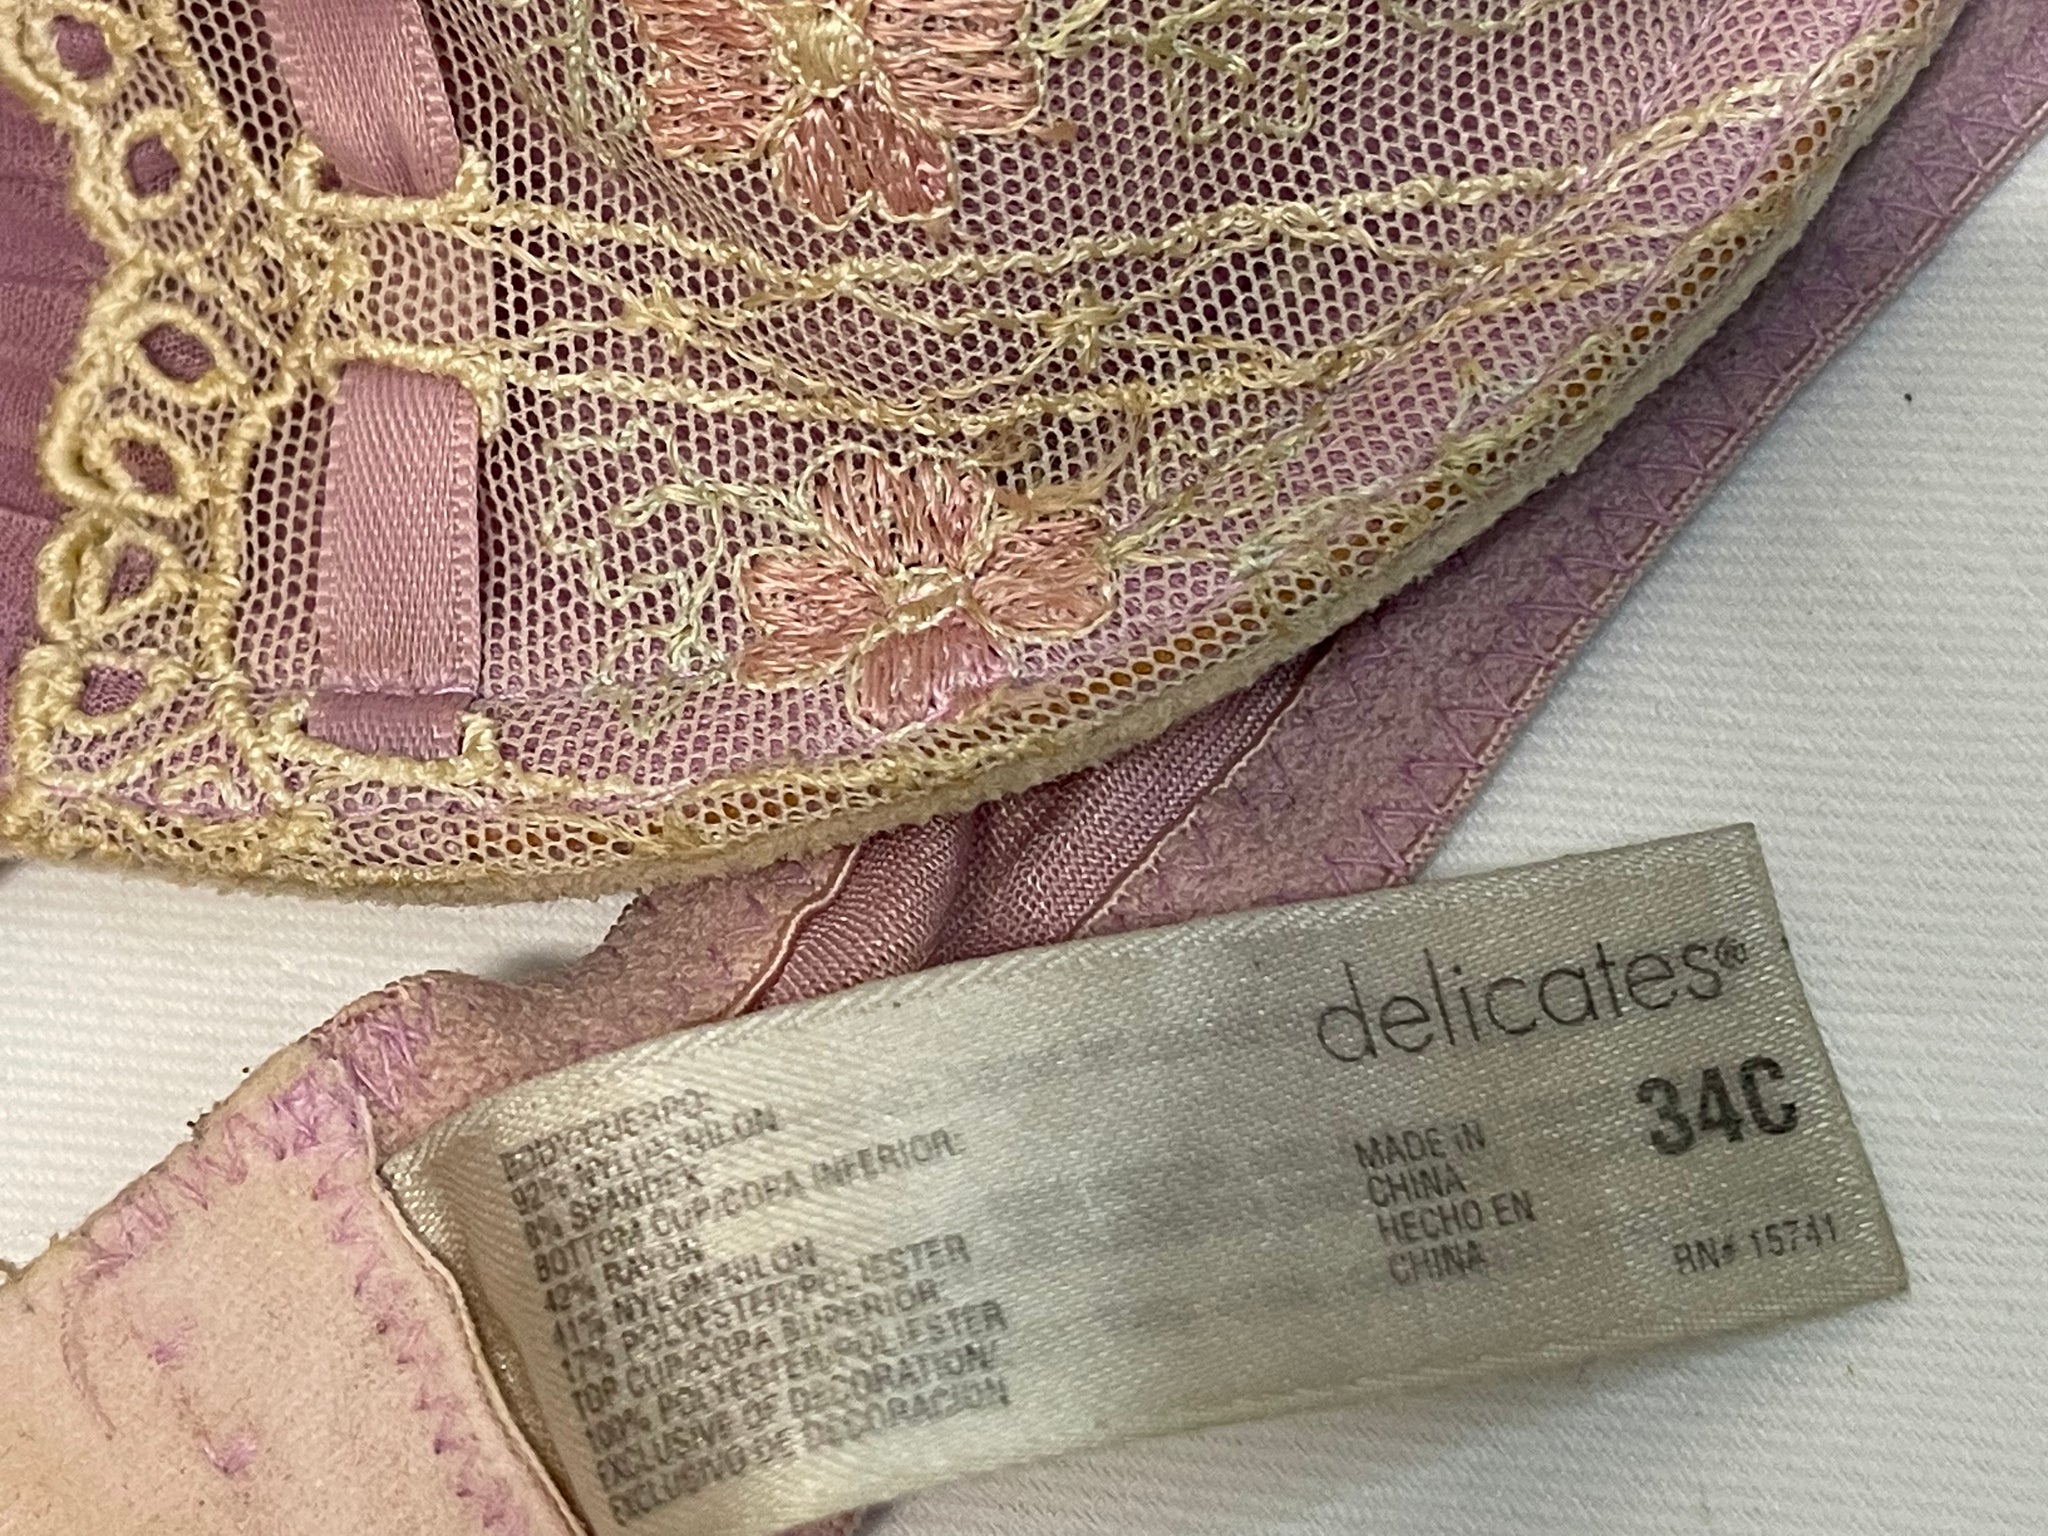 delicates®
34C
BODY/CUERPO:
92% NYLON/NILON
8% SPANDEX
BOTTOM CUP/COPA INFERIOR:
42% RAYON
41% NYLON/NILON
17% POLYESTER/POLIESTER
TOP CUP/COPA SUPERIOR:
100% POLYESTER/POLIESTER
EXCLUSIVE OF DECORATION/
EXCLUSIVO DE DECORACION
MADE IN
CHINA
HECHO EN
CHINA
RN# 15741